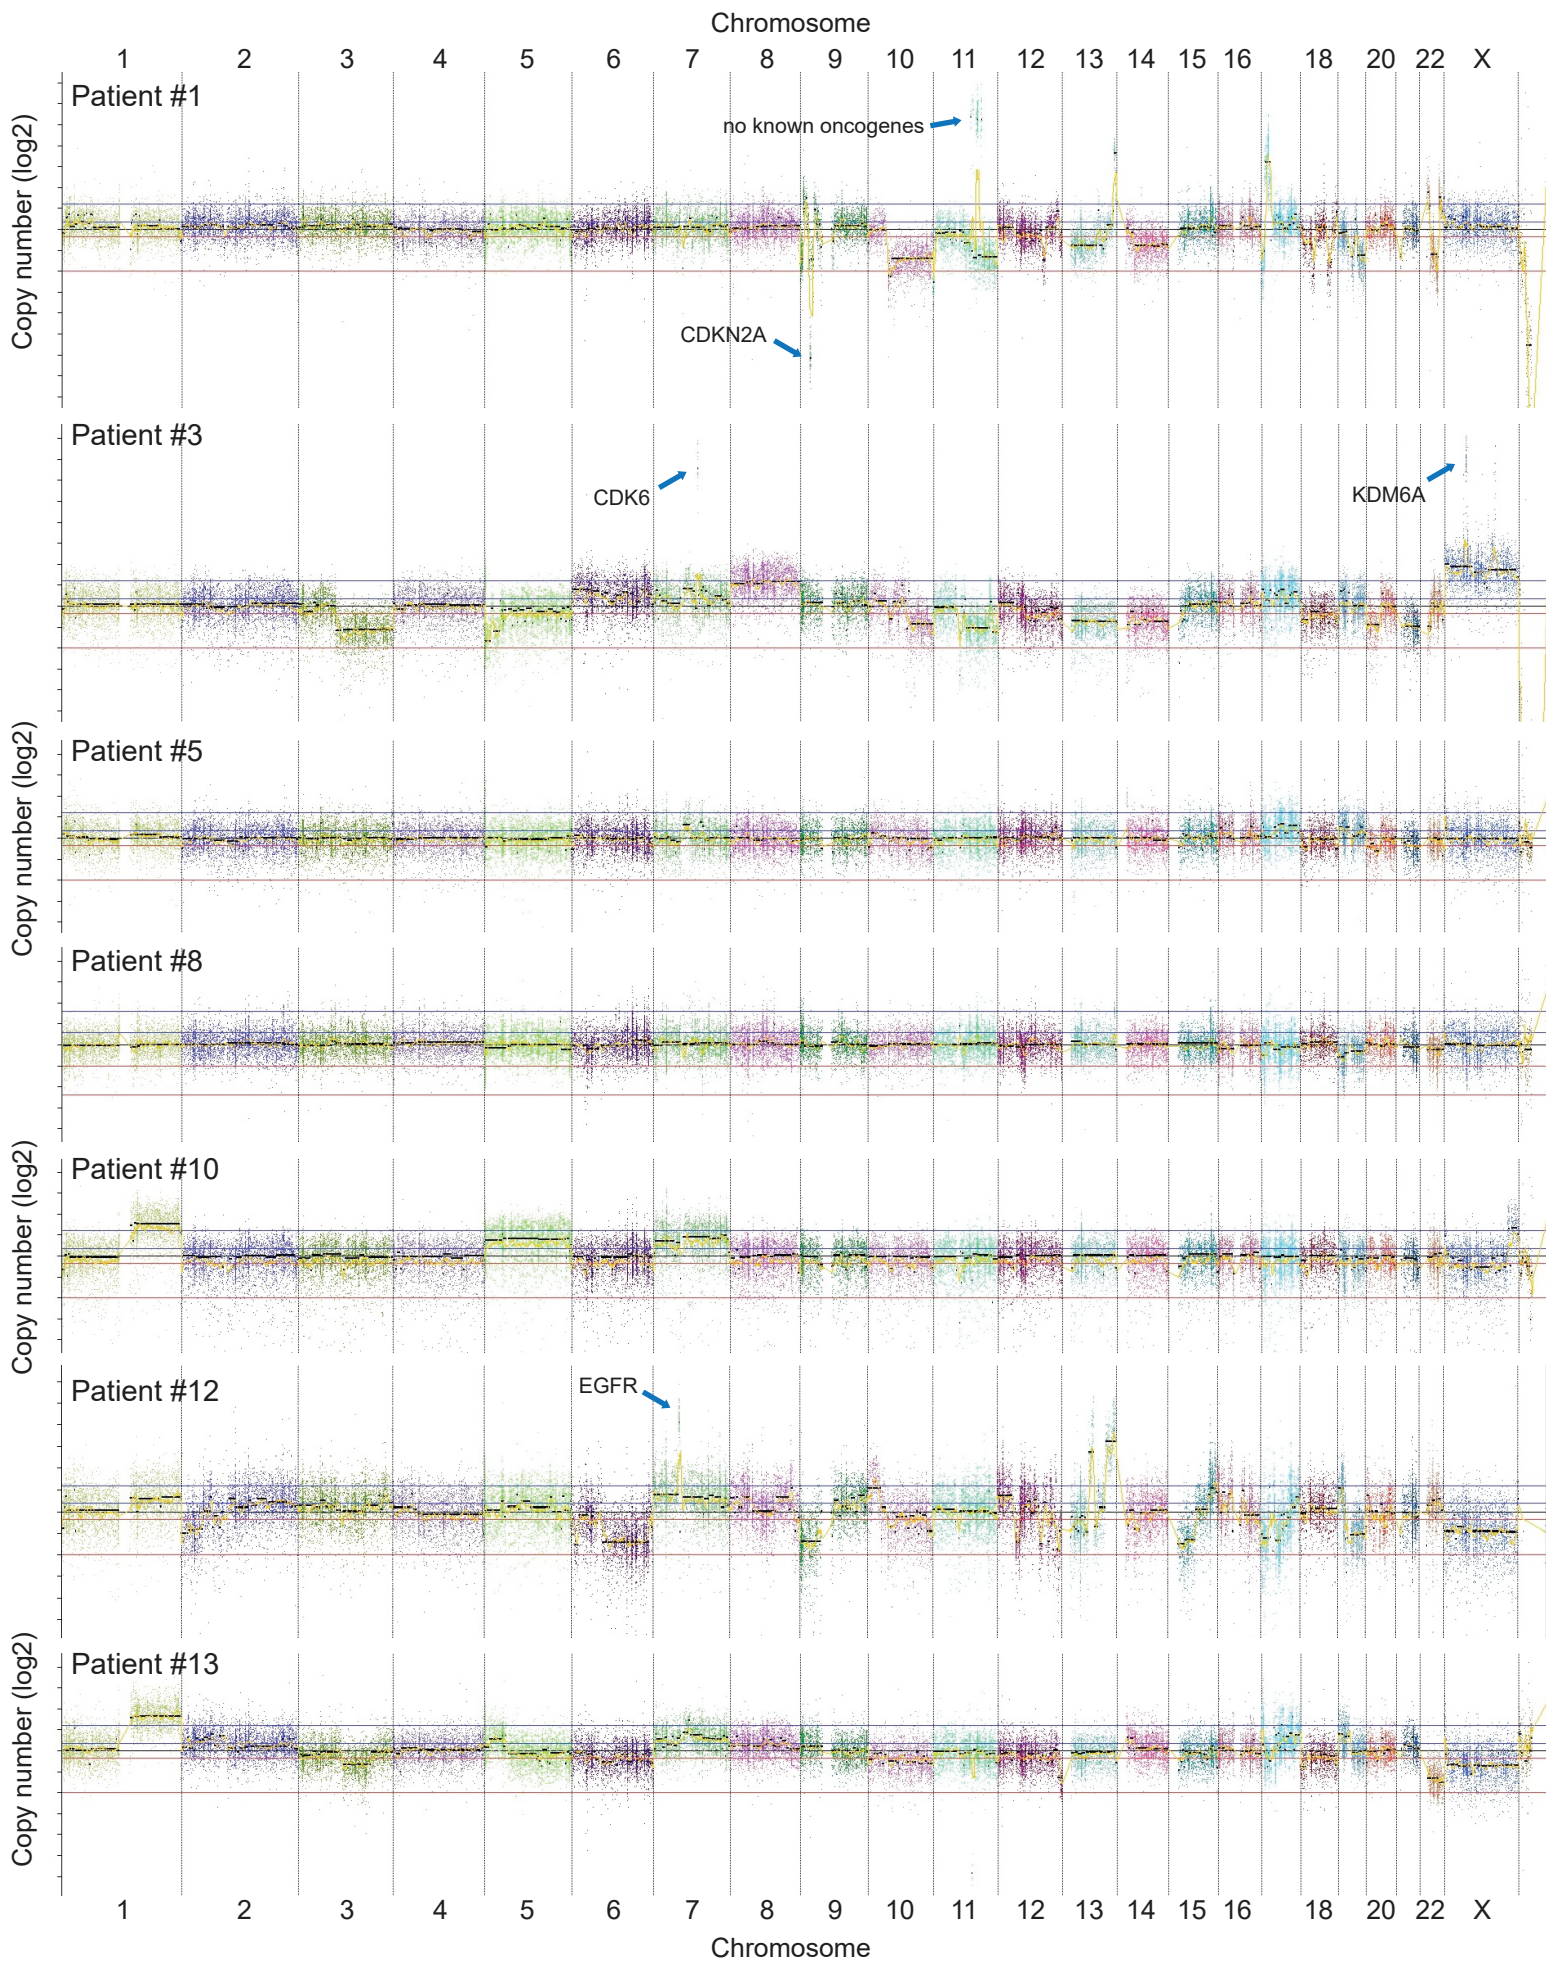 Chromosome
1 2 3 4 5 6 7 8 9 10 11 12 13 14 15 16 18 20 22 X
Patient #1
no known oncogenes
CDKN2A
Copy number (log2)
Patient #3
CDK6
KDM6A
Patient #5
Copy number (log2)
Patient #8
Patient #10
Copy number (log2)
Patient #12
EGFR
Patient #13
Copy number (log2)
1 2 3 4 5 6 7 8 9 10 11 12 13 14 15 16 18 20 22 X
Chromosome